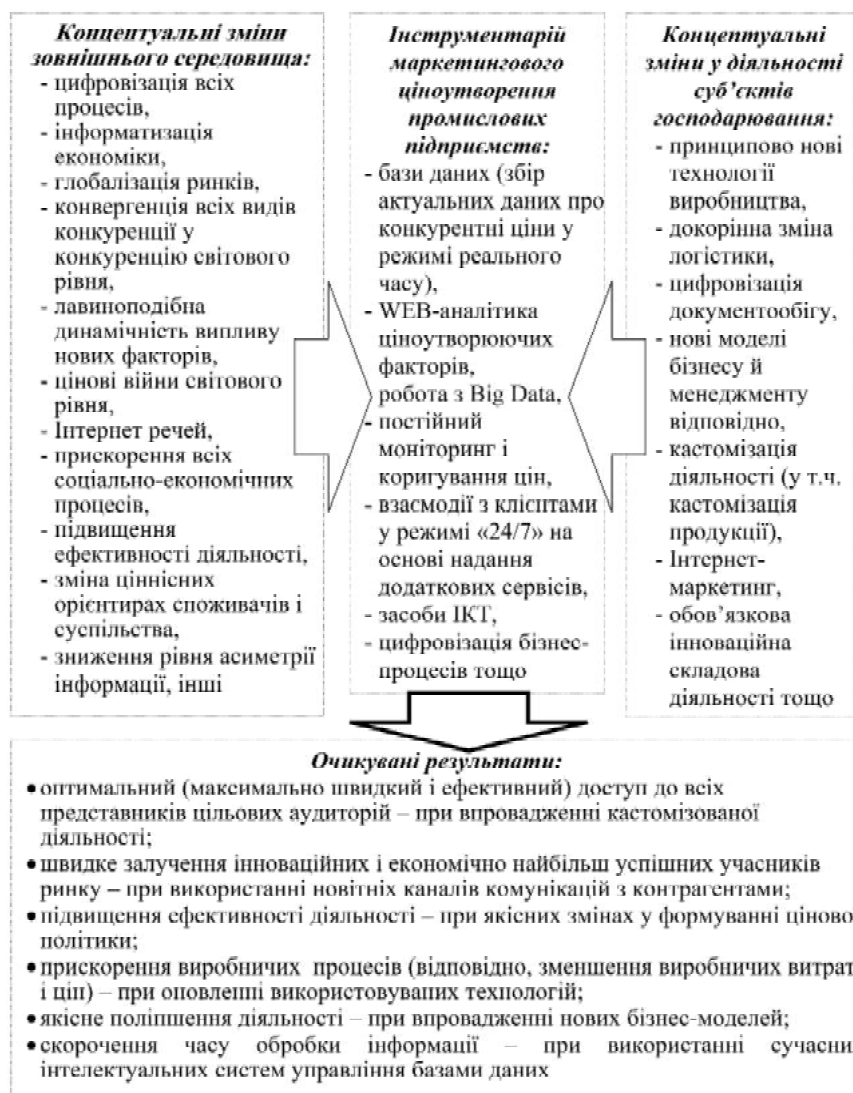 Концептуальні зміни
зовнішнього середовища:
- цифровізація всіх
процесів,
- інформатизація
економіки,
- глобалізація ринків,
- конвергенція всіх видів
конкуренції у
конкуренцію світового
рівня,
- лавиноподібна
динамічність випливу
нових факторів,
- цінові війни світового
рівня,
- Інтернет речей,
- прискорення всіх
соціально-економічних
процесів,
- підвищення
ефективності діяльності,
- зміна ціннісних
орієнтирах споживачів і
суспільства,
- зниження рівня асиметрії
інформації, інші
Інструментарій
маркетингового
ціноутворення
промислових
підприємств:
- бази даних (збір
актуальних даних про
конкурентні ціни у
режимі реального
часу),
- WEB-аналітика
ціноутворюючих
факторів,
робота з Big Data,
- постійний
моніторинг і
коригування цін,
- взаємодії з клієнтами
у режимі «24/7» на
основі надання
додаткових сервісів,
- засоби ІКТ,
- цифровізація бізнес-
процесів тощо
Концептуальні
зміни у діяльності
суб’єктів
господарювання:
- принципово нові
технології
виробництва,
- докорінна зміна
логістики,
- цифровізація
документообігу,
- нові моделі
бізнесу й
менеджменту
відповідно,
- кастомізація
діяльності (у т.ч.
кастомізація
продукції),
- Інтернет-
маркетинг,
- обов’язкова
інноваційна
складова
діяльності тощо
Очикувані результати:
• оптимальний (максимально швидкий і ефективний) доступ до всіх
представників цільових аудиторій – при впровадженні кастомізованої
діяльності;
• швидке залучення інноваційних і економічно найбільш успішних учасників
ринку – при використанні новітніх каналів комунікацій з контрагентами;
• підвищення ефективності діяльності – при якісних змінах у формуванні ціново
політики;
• прискорення виробничих процесів (відповідно, зменшення виробничих витрат
і цін) – при оновленні використовуваних технологій;
• якісне поліпшення діяльності – при впровадженні нових бізнес-моделей;
• скорочення часу обробки інформації – при використанні сучасни
інтелектуальних систем управління базами даних